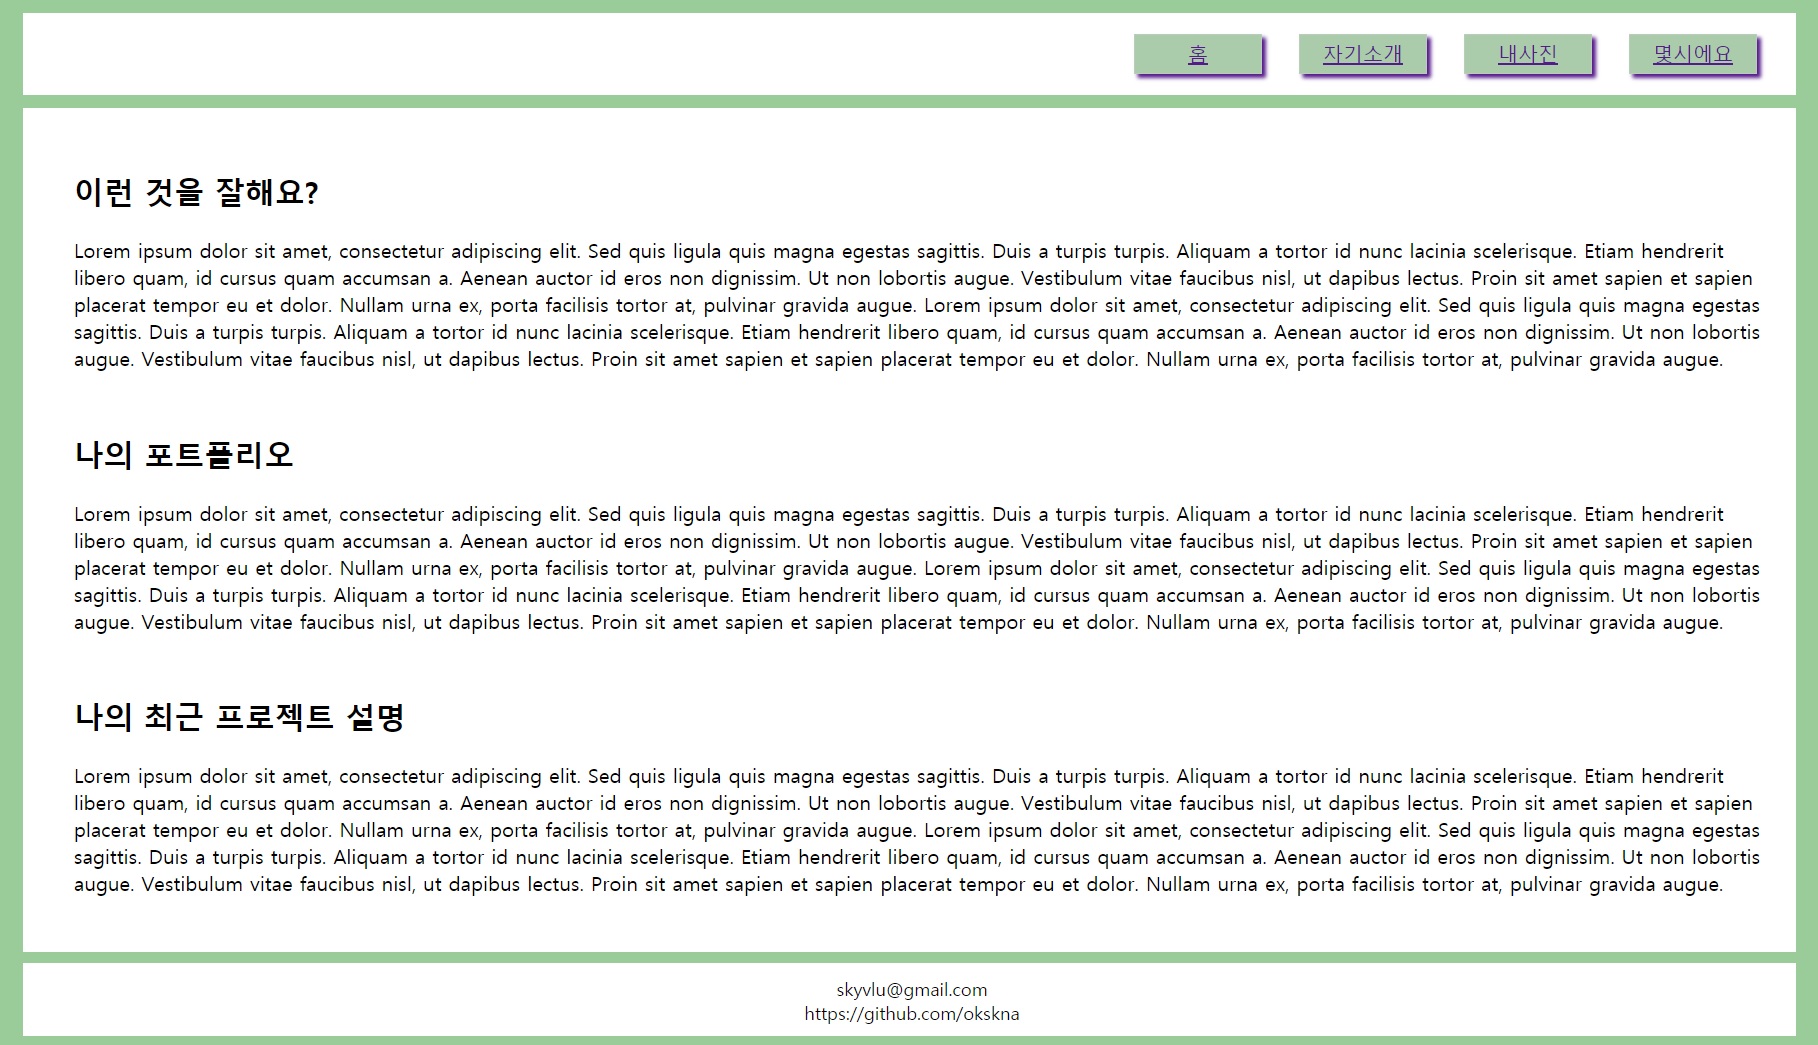 홈 자기소개 내사진 몇시에요
이런 것을 잘해요?
Lorem ipsum dolor sit amet, consectetur adipiscing elit. Sed quis ligula quis magna egestas sagittis. Duis a turpis turpis. Aliquam a tortor id nunc lacinia scelerisque. Etiam hendrerit
libero quam, id cursus quam accumsan a. Aenean auctor id eros non dignissim. Ut non lobortis augue. Vestibulum vitae faucibus nisl, ut dapibus lectus. Proin sit amet sapien et sapien
placerat tempor eu et dolor. Nullam urna ex, porta facilisis tortor at, pulvinar gravida augue. Lorem ipsum dolor sit amet, consectetur adipiscing elit. Sed quis ligula quis magna egestas
sagittis. Duis a turpis turpis. Aliquam a tortor id nunc lacinia scelerisque. Etiam hendrerit libero quam, id cursus quam accumsan a. Aenean auctor id eros non dignissim. Ut non lobortis
augue. Vestibulum vitae faucibus nisl, ut dapibus lectus. Proin sit amet sapien et sapien placerat tempor eu et dolor. Nullam urna ex, porta facilisis tortor at, pulvinar gravida augue.
나의 포트폴리오
Lorem ipsum dolor sit amet, consectetur adipiscing elit. Sed quis ligula quis magna egestas sagittis. Duis a turpis turpis. Aliquam a tortor id nunc lacinia scelerisque. Etiam hendrerit
libero quam, id cursus quam accumsan a. Aenean auctor id eros non dignissim. Ut non lobortis augue. Vestibulum vitae faucibus nisl, ut dapibus lectus. Proin sit amet sapien et sapien
placerat tempor eu et dolor. Nullam urna ex, porta facilisis tortor at, pulvinar gravida augue. Lorem ipsum dolor sit amet, consectetur adipiscing elit. Sed quis ligula quis magna egestas
sagittis. Duis a turpis turpis. Aliquam a tortor id nunc lacinia scelerisque. Etiam hendrerit libero quam, id cursus quam accumsan a. Aenean auctor id eros non dignissim. Ut non lobortis
augue. Vestibulum vitae faucibus nisl, ut dapibus lectus. Proin sit amet sapien et sapien placerat tempor eu et dolor. Nullam urna ex, porta facilisis tortor at, pulvinar gravida augue.
나의 최근 프로젝트 설명
Lorem ipsum dolor sit amet, consectetur adipiscing elit. Sed quis ligula quis magna egestas sagittis. Duis a turpis turpis. Aliquam a tortor id nunc lacinia scelerisque. Etiam hendrerit
libero quam, id cursus quam accumsan a. Aenean auctor id eros non dignissim. Ut non lobortis augue. Vestibulum vitae faucibus nisl, ut dapibus lectus. Proin sit amet sapien et sapien
placerat tempor eu et dolor. Nullam urna ex, porta facilisis tortor at, pulvinar gravida augue. Lorem ipsum dolor sit amet, consectetur adipiscing elit. Sed quis ligula quis magna egestas
sagittis. Duis a turpis turpis. Aliquam a tortor id nunc lacinia scelerisque. Etiam hendrerit libero quam, id cursus quam accumsan a. Aenean auctor id eros non dignissim. Ut non lobortis
augue. Vestibulum vitae faucibus nisl, ut dapibus lectus. Proin sit amet sapien et sapien placerat tempor eu et dolor. Nullam urna ex, porta facilisis tortor at, pulvinar gravida augue.
skyvlu@gmail.com
https://github.com/okskna